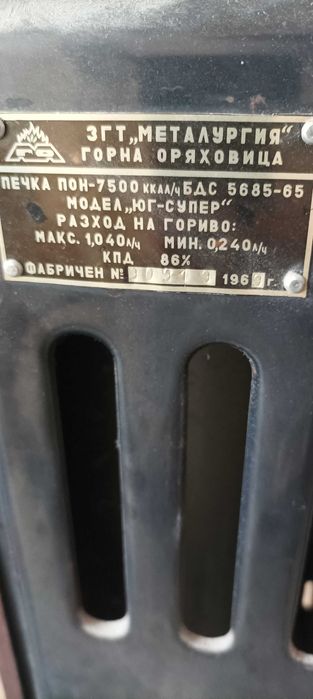 ЗГТ„МЕТАЛУРГИЯ"
ГОРНА ОРЯХОВИЦА
ПЕЧКА ПОН-7500 ККАЛ/Ч БДС 5685-65
МОДЕЛ „ЮГ-СУПЕР"
РАЗХОД НА ГОРИВО:
МАКС. 1,040 Л/Ч МИН. 0,240 Л/Ч
КПД 86%
ФАБРИЧЕН № 1969 г.